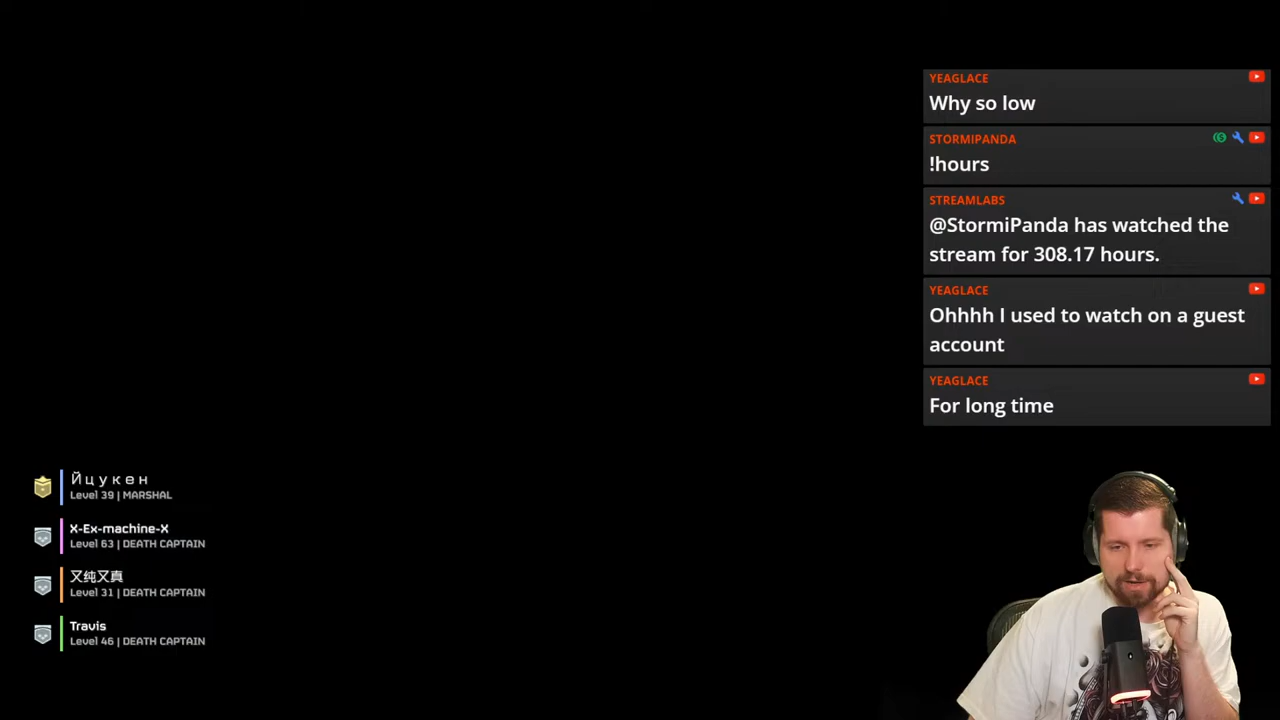 YEAGLACE
Why so low
STORMIPANDA
!hours
STREAMLABS
@StormiPanda has watched the
stream for 308.17 hours.
YEAGLACE
Ohhhh I used to watch on a guest
account
YEAGLACE
For long time
Йцукөн
Level 39 | MARSHAL
X-Ex-machine-X
Level 63 | DEATH CAPTAIN
又纯又真
Level 31 | DEATH CAPTAIN
Travis
Level 46 | DEATH CAPTAIN